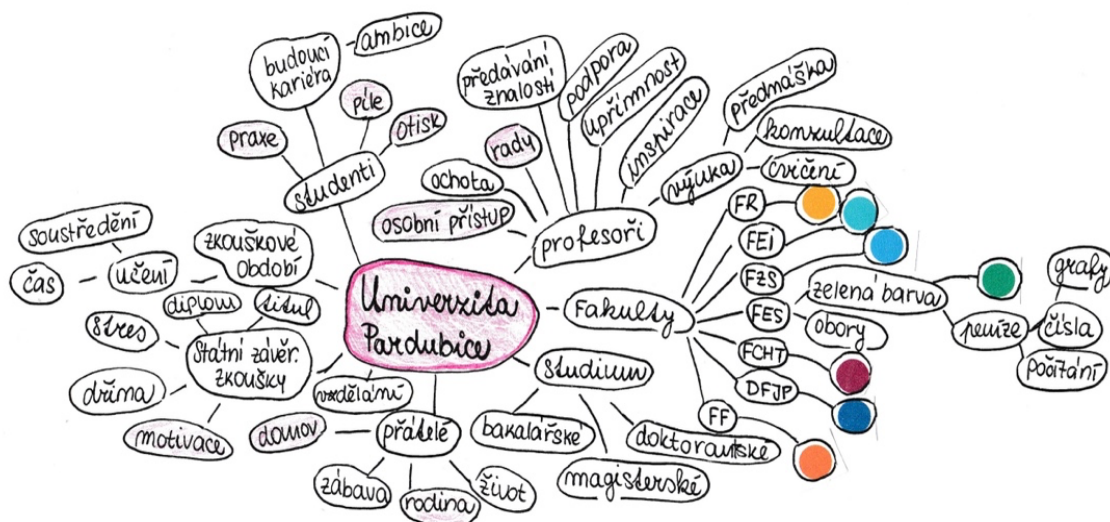 budoucí
kariéra
ambice
píle
praxe
otisk
studenti
předávání
znalostí
podpora
upřímnost
inspirace
rady
ochota
osobní přístup
profesoři
výjuka
předmáška
konzultace
cvičení
soustředění
čas
učení
zkouškové
období
Univerzita
Pardubice
diplom
titul
stres
státní závěr.
zkoušky
dřina
motivace
vzdělání
přátelé
domov
zábava
rodina
život
studium
bakalářské
magisterské
doktorantské
Fakulty
FR
FEi
FZS
FES
zelená barva
obory
peníze
grafy
čísla
počítání
FCHT
DFJP
FF